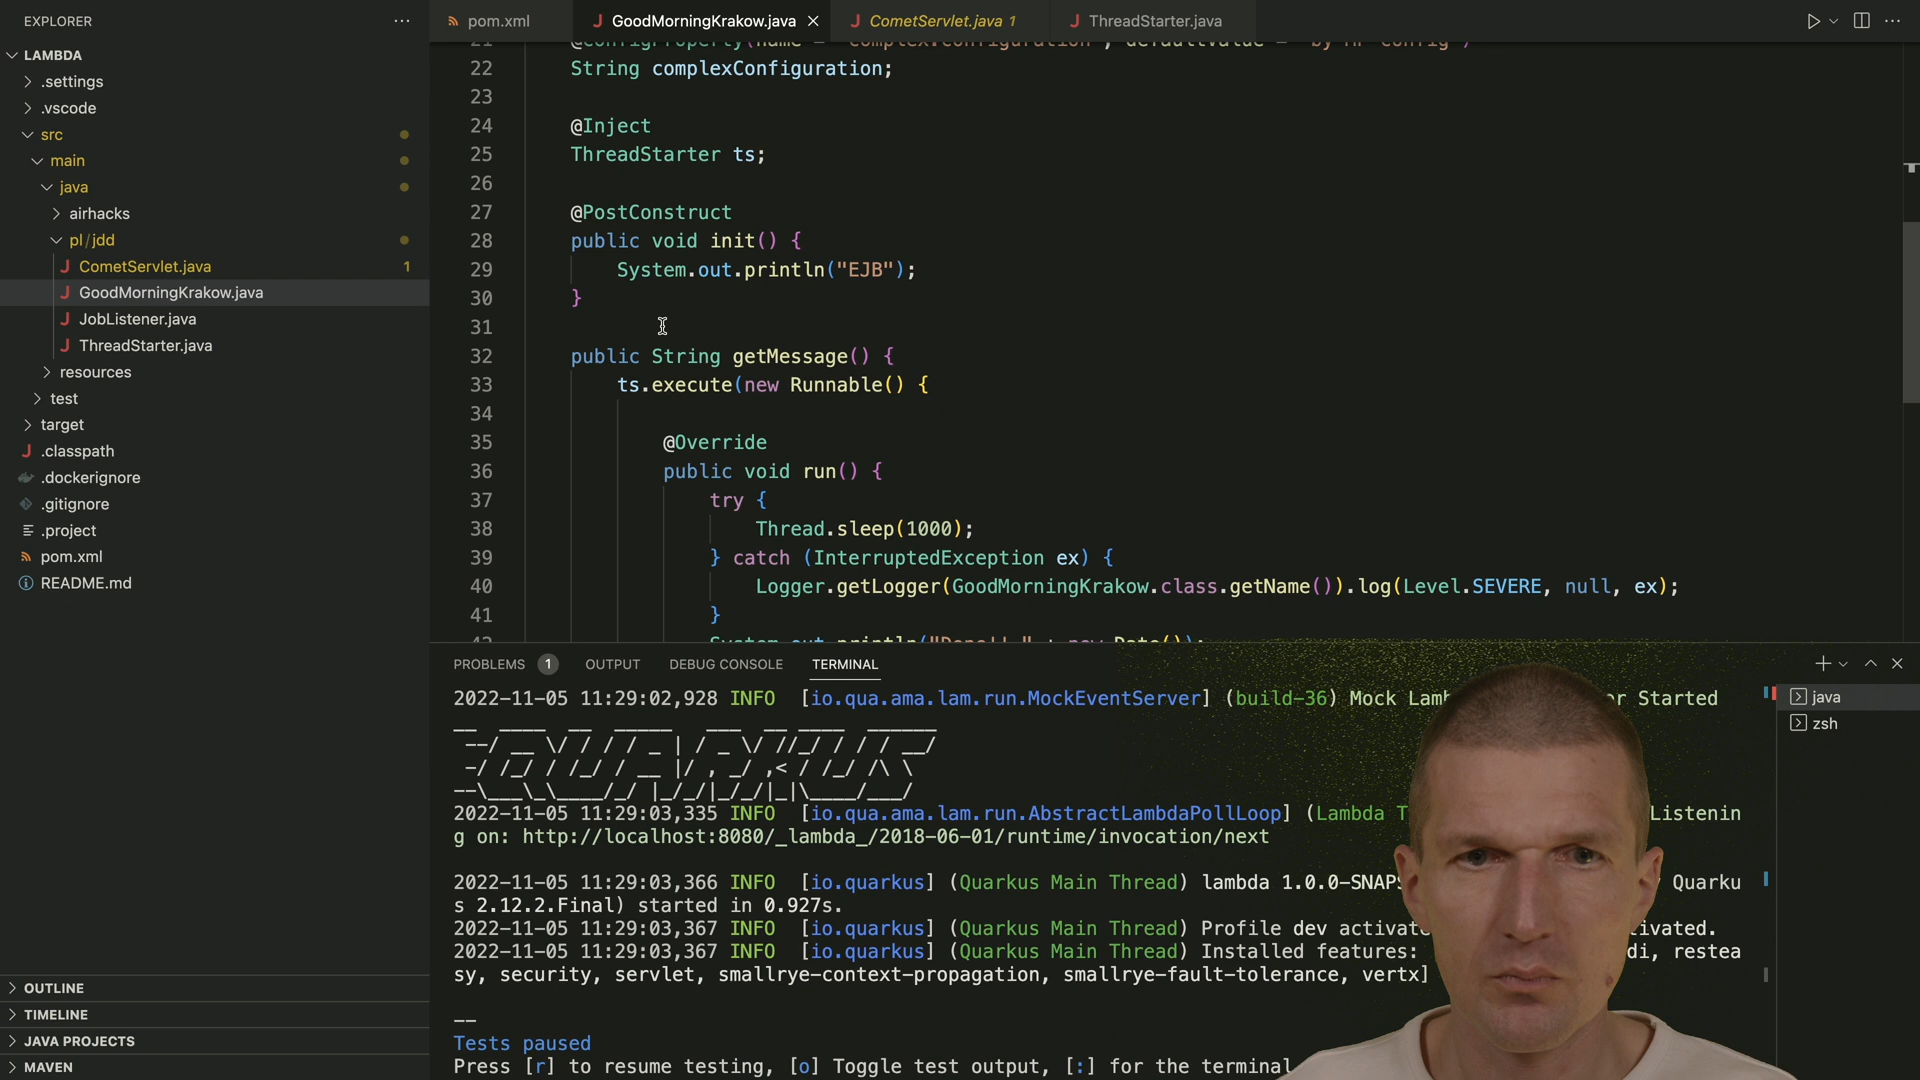 EXPLORER
LAMBDA
.settings
.vscode
src
main
java
airhacks
pl/jdd
CometServlet.java 1
GoodMorningKrakow.java
JobListener.java
ThreadStarter.java
resources
test
target
.classpath
.dockerignore
.gitignore
.project
pom.xml
README.md
OUTLINE
TIMELINE
JAVA PROJECTS
MAVEN
pom.xml
GoodMorningKrakow.java
CometServlet.java 1
ThreadStarter.java
22 String complexConfiguration;
23
24 @Inject
25 ThreadStarter ts;
26
27 @PostConstruct
28 public void init() {
29 System.out.println("EJB");
30 }
31
32 public String getMessage() {
33 ts.execute(new Runnable() {
34
35 @Override
36 public void run() {
37 try {
38 Thread.sleep(1000);
39 } catch (InterruptedException ex) {
40 Logger.getLogger(GoodMorningKrakow.class.getName()).log(Level.SEVERE, null, ex);
41 }
PROBLEMS 1 OUTPUT DEBUG CONSOLE TERMINAL
2022-11-05 11:29:02,928 INFO [io.qua.ama.lam.run.MockEventServer] (build-36) Mock Started
2022-11-05 11:29:03,335 INFO [io.qua.ama.lam.run.AbstractLambdaPollLoop] (Lambda Listenin
g on: http://localhost:8080/_lambda_/2018-06-01/runtime/invocation/next
2022-11-05 11:29:03,366 INFO [io.quarkus] (Quarkus Main Thread) lambda Quarku
s 2.12.2.Final) started in 0.927s.
2022-11-05 11:29:03,367 INFO [io.quarkus] (Quarkus Main Thread) Profile dev
2022-11-05 11:29:03,367 INFO [io.quarkus] (Quarkus Main Thread) Installed features: restea
sy, security, servlet, smallrye-context-propagation, smallrye-fault-tolerance, vertx]
--
Tests paused
Press [r] to resume testing, [o] Toggle test output, [:] for the terminal
java
zsh